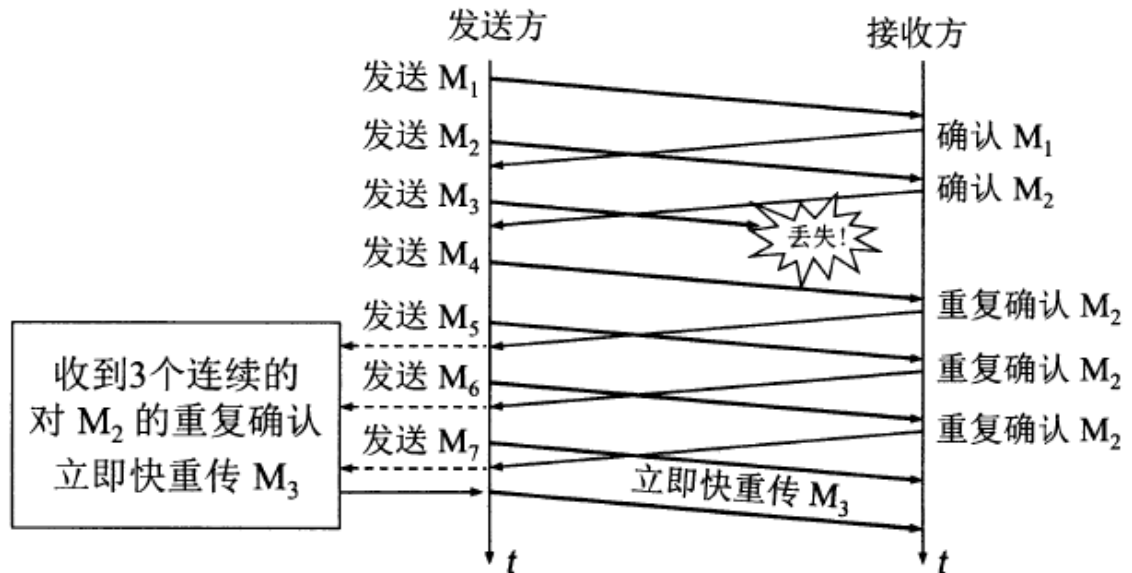 发送方
接收方
发送 M₁
确认 M₁
发送 M₂
确认 M₂
发送 M₃
丢失!
发送 M₄
重复确认 M₂
发送 M₅
重复确认 M₂
发送 M₆
重复确认 M₂
发送 M₇
收到3个连续的
对 M₂ 的重复确认
立即快重传 M₃
立即快重传 M₃
t
t